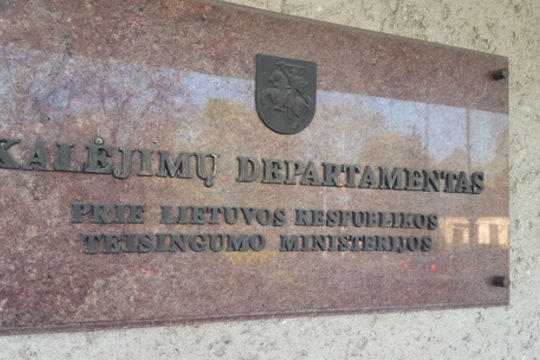 KALĖJIMŲ DEPARTAMENTAS
PRIE LIETUVOS RESPUBLIKOS
TEISINGUMO MINISTERIJOS